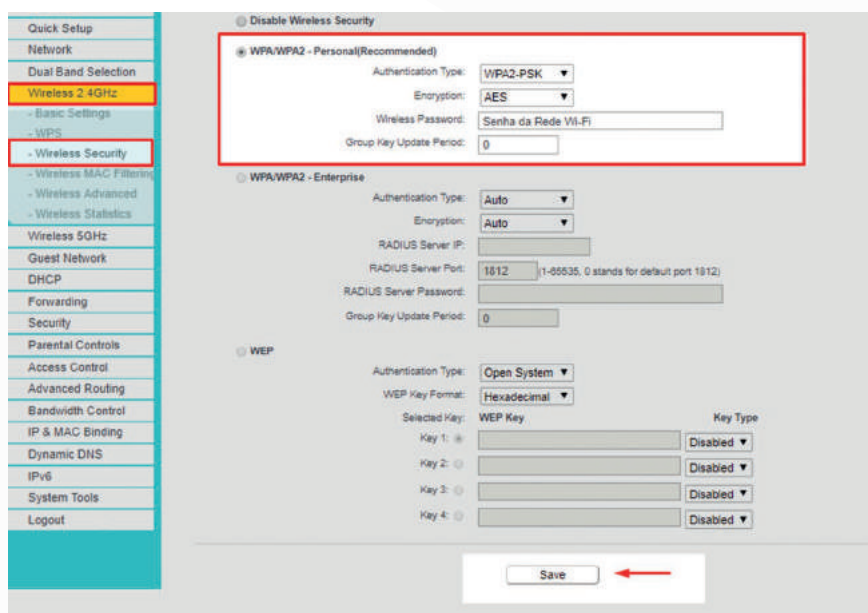 Quick Setup
Network
Dual Band Selection
Wireless 2.4GHz
- Basic Settings
- WPS
- Wireless Security
- Wireless MAC Filtering
- Wireless Advanced
- Wireless Statistics
Wireless 5GHz
Guest Network
DHCP
Forwarding
Security
Parental Controls
Access Control
Advanced Routing
Bandwidth Control
IP & MAC Binding
Dynamic DNS
IPv6
System Tools
Logout
Disable Wireless Security
WPA/WPA2 - Personal(Recommended)
Authentication Type: WPA2-PSK
Encryption: AES
Wireless Password: Senha da Rede Wi-Fi
Group Key Update Period: 0
WPA/WPA2 - Enterprise
Authentication Type: Auto
Encryption: Auto
RADIUS Server IP:
RADIUS Server Port: 1812 (1-65535, 0 stands for default port 1812)
RADIUS Server Password:
Group Key Update Period: 0
WEP
Authentication Type: Open System
WEP Key Format: Hexadecimal
Selected Key: WEP Key Key Type
Key 1: Disabled
Key 2: Disabled
Key 3: Disabled
Key 4: Disabled
Save